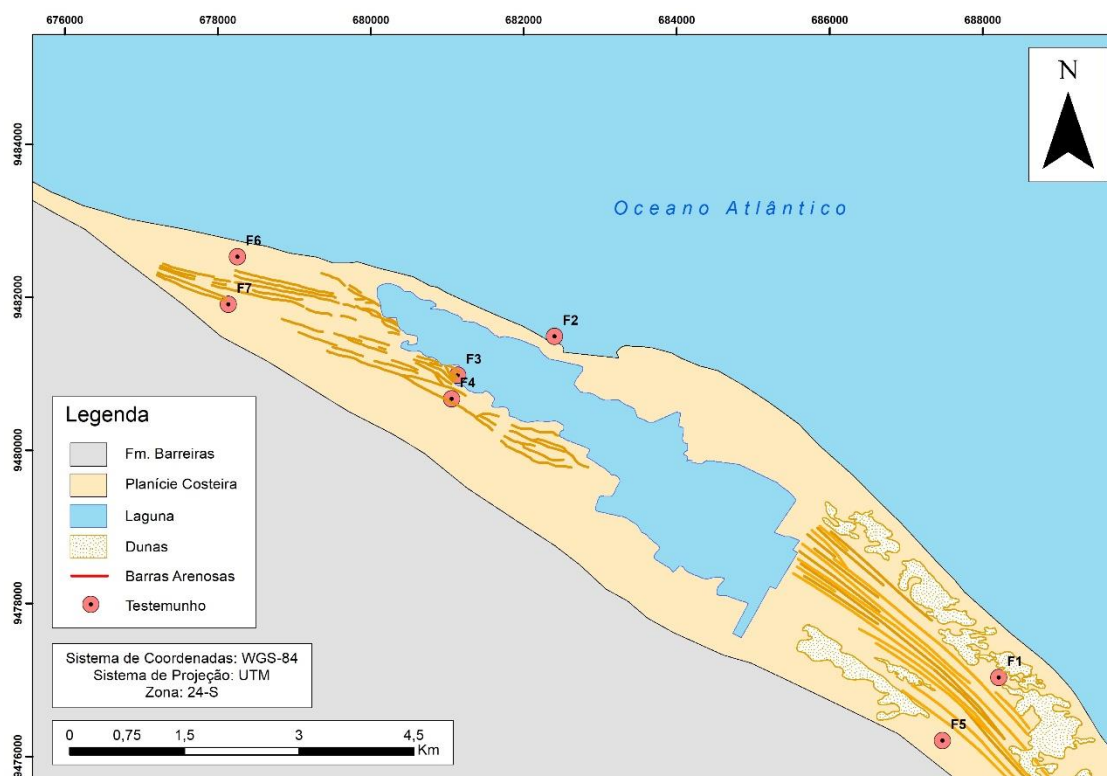 676000
678000
680000
682000
684000
686000
688000
9484000
9482000
9480000
9478000
9476000
N
Oceano Atlântico
F6
F7
F2
F3
F4
F1
F5
Legenda
Fm. Barreiras
Planície Costeira
Laguna
Dunas
Barras Arenosas
Testemunho
Sistema de Coordenadas: WGS-84
Sistema de Projeção: UTM
Zona: 24-S
0 0,75 1,5 3 4,5
Km